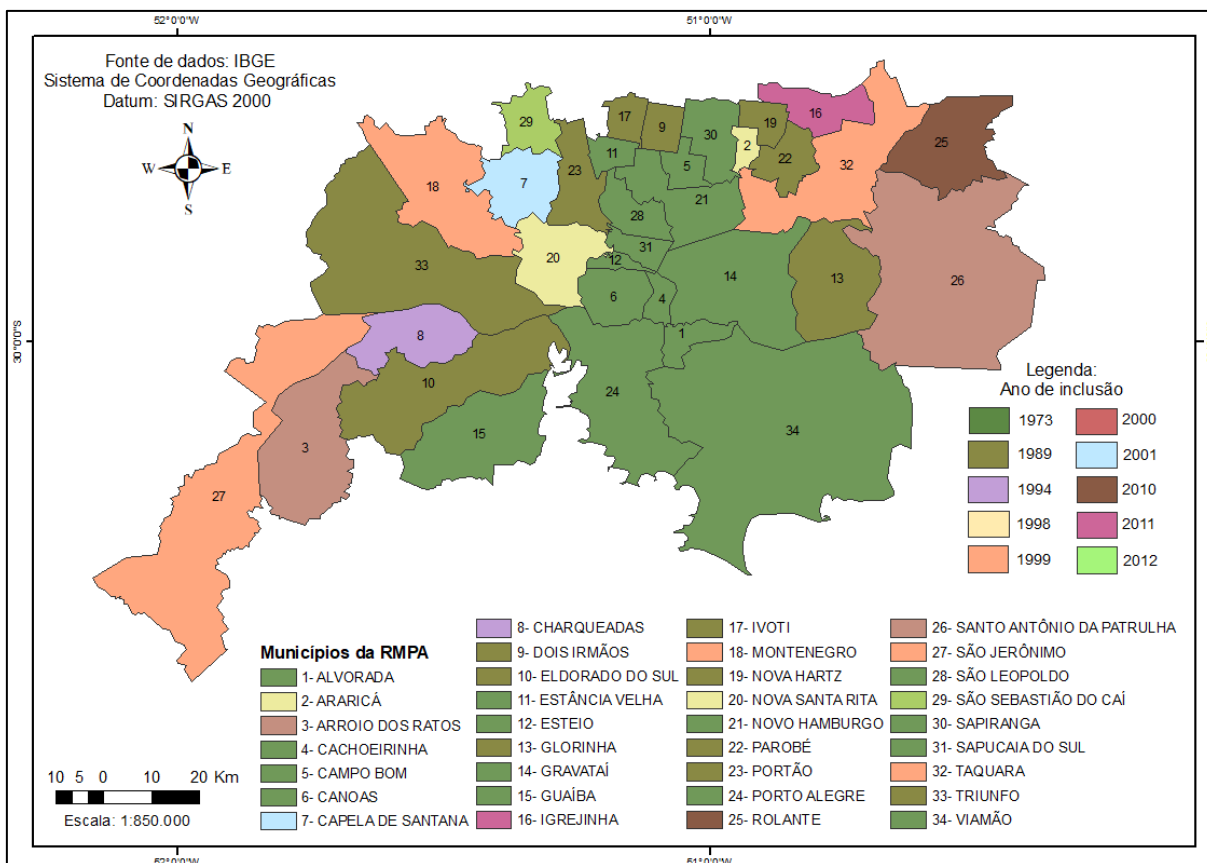 52°0'0"W
51°0'0"W
Fonte de dados: IBGE
Sistema de Coordenadas Geográficas
Datum: SIRGAS 2000
N
W
E
S
30°0'0"S
29
17
9
30
19
16
2
22
32
25
11
5
23
7
18
21
28
31
12
20
33
14
13
26
6
4
8
1
10
24
15
34
3
27
Legenda:
Ano de inclusão
1973
2000
1989
2001
1994
2010
1998
2011
1999
2012
Municípios da RMPA
1- ALVORADA
2- ARARICÁ
3- ARROIO DOS RATOS
4- CACHOEIRINHA
5- CAMPO BOM
6- CANOAS
7- CAPELA DE SANTANA
8- CHARQUEADAS
9- DOIS IRMÃOS
10- ELDORADO DO SUL
11- ESTÂNCIA VELHA
12- ESTEIO
13- GLORINHA
14- GRAVATAÍ
15- GUAÍBA
16- IGREJINHA
17- IVOTI
18- MONTENEGRO
19- NOVA HARTZ
20- NOVA SANTA RITA
21- NOVO HAMBURGO
22- PAROBÉ
23- PORTÃO
24- PORTO ALEGRE
25- ROLANTE
26- SANTO ANTÔNIO DA PATRULHA
27- SÃO JERÔNIMO
28- SÃO LEOPOLDO
29- SÃO SEBASTIÃO DO CAÍ
30- SAPIRANGA
31- SAPUCAIA DO SUL
32- TAQUARA
33- TRIUNFO
34- VIAMÃO
10 5 0 10 20 Km
Escala: 1:850.000
52°0'0"W
51°0'0"W